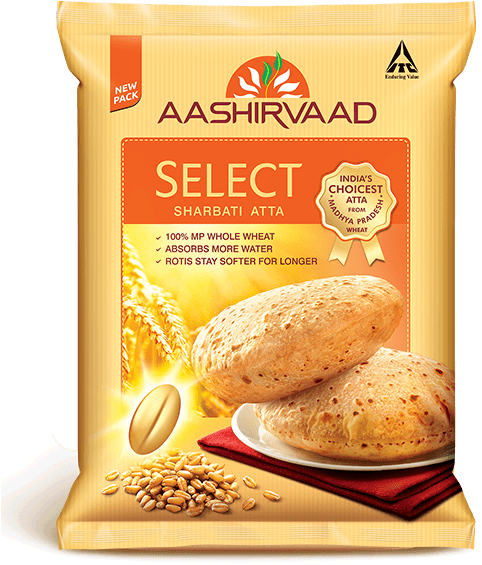 NEW
PACK
ITC
Enduring Value
AASHIRVAAD
SELECT
SHARBATI ATTA
✓ 100% MP WHOLE WHEAT
✓ ABSORBS MORE WATER
✓ ROTIS STAY SOFTER FOR LONGER
INDIA'S
CHOICEST
ATTA
FROM
• MADHYA PRADESH •
WHEAT